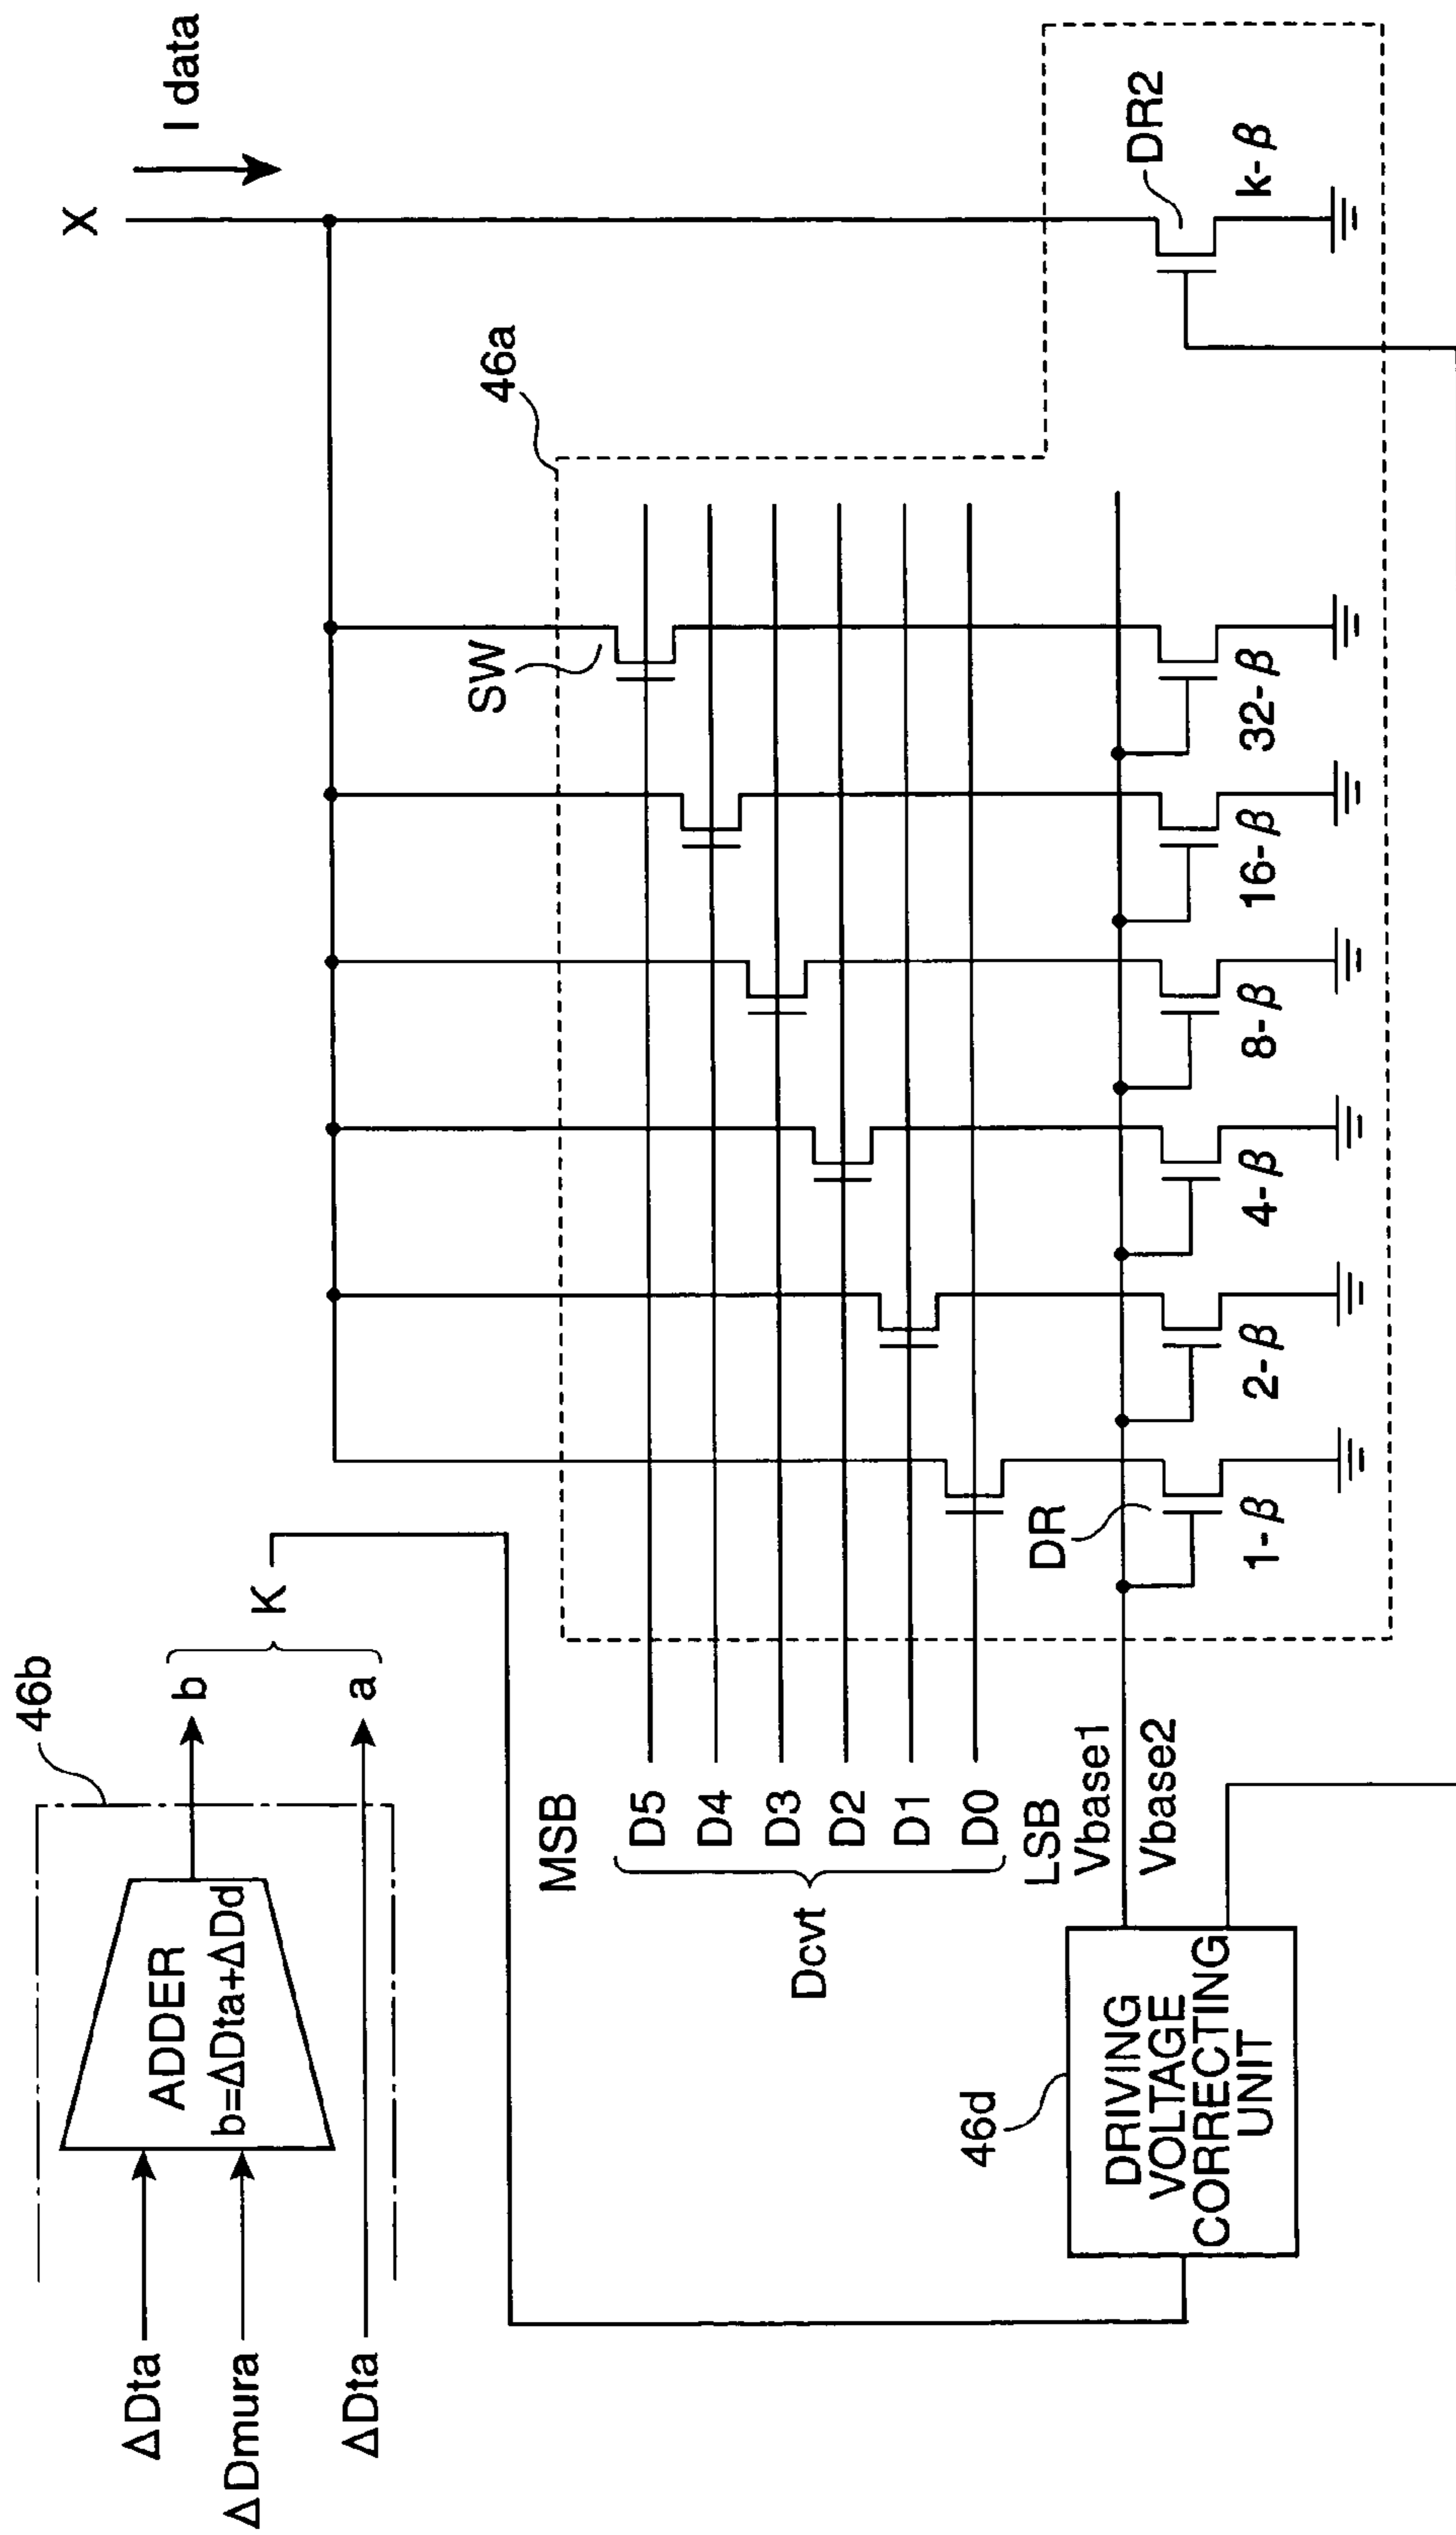 46b
ΔDta
ΔDmura
ΔDta
ADDER
b=ΔDta+ΔDd
b
a
K
X
I data
46a
SW
MSB
D5
D4
D3
D2
D1
D0
LSB
Dcvt
Vbase1
Vbase2
46d
DRIVING
VOLTAGE
CORRECTING
UNIT
DR
1-β
2-β
4-β
8-β
16-β
32-β
DR2
k-β